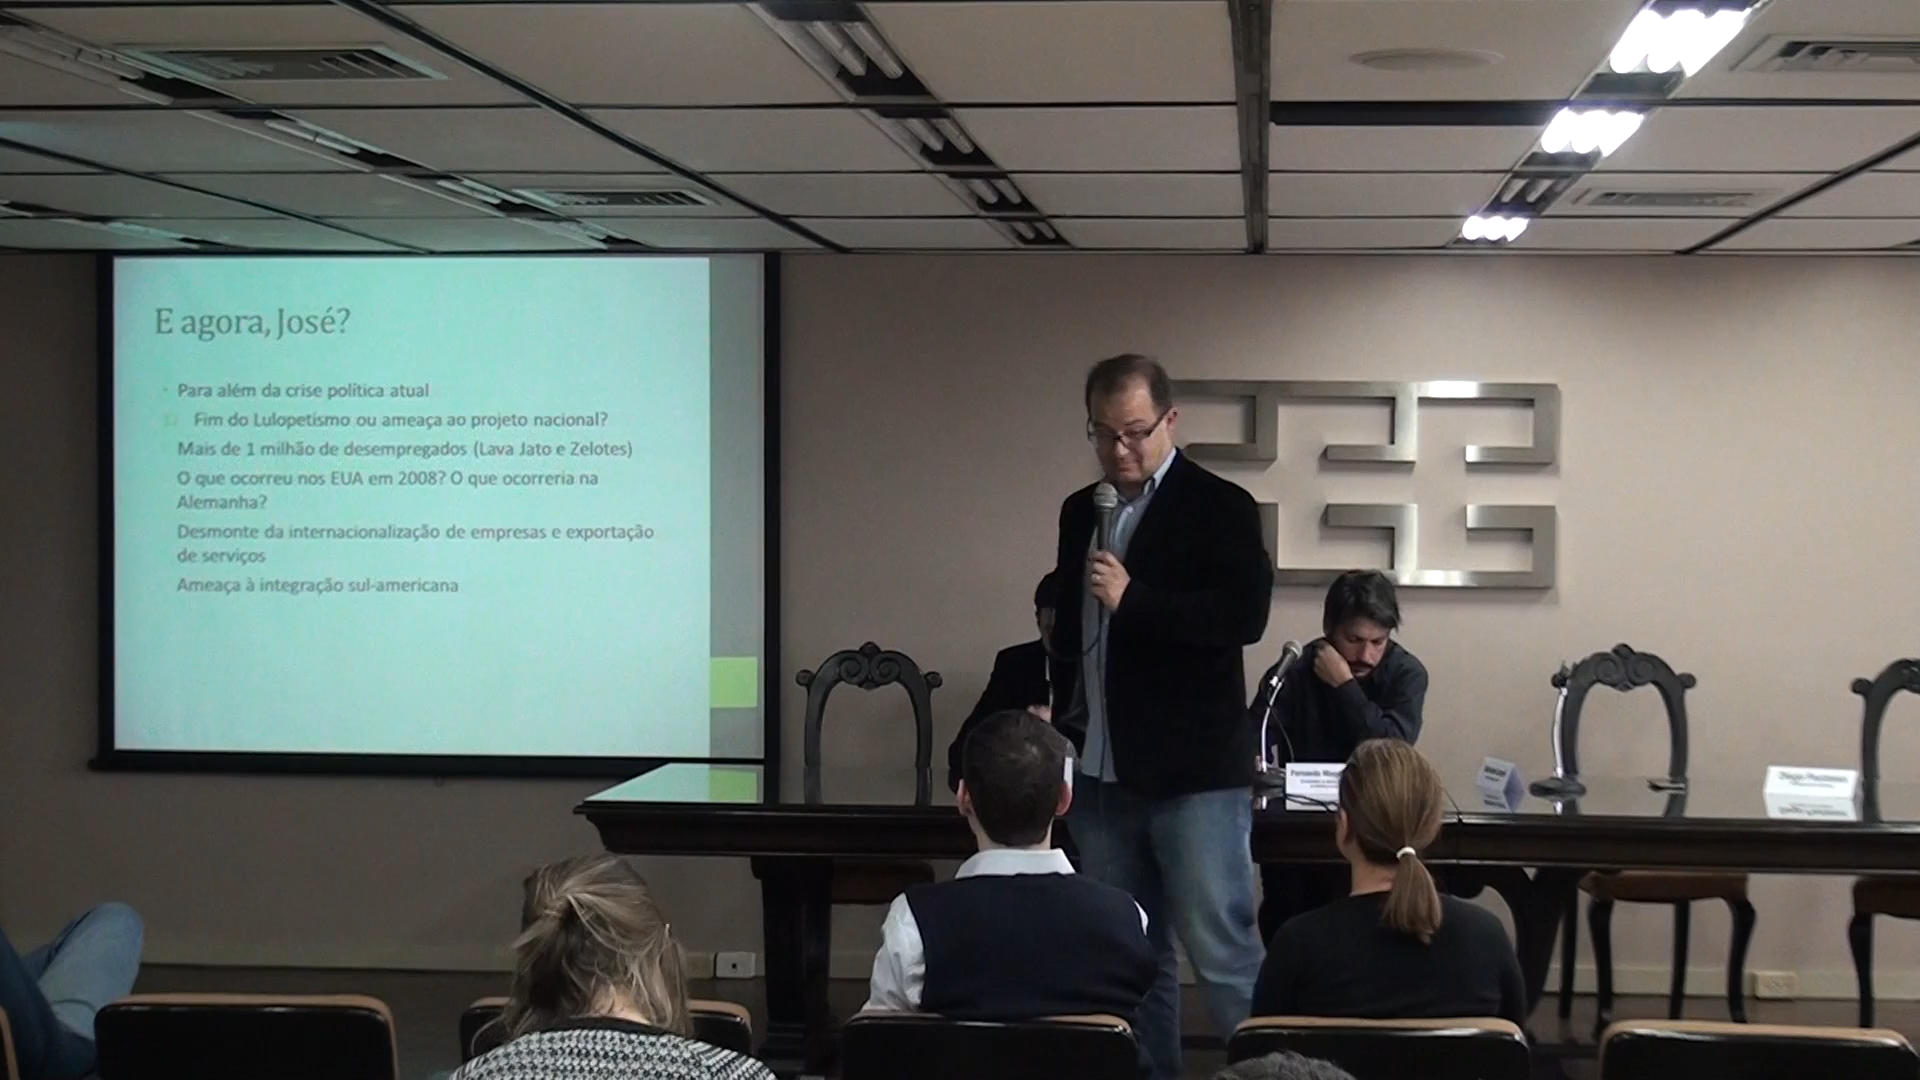 E agora, José?
Para além da crise política atual
Fim do Lulopetismo ou ameaça ao projeto nacional?
Mais de 1 milhão de desempregados (Lava Jato e Zelotes)
O que ocorreu nos EUA em 2008? O que ocorreria na
Alemanha?
Desmonte da internacionalização de empresas e exportação
de serviços
Ameaça à integração sul-americana
Fernando